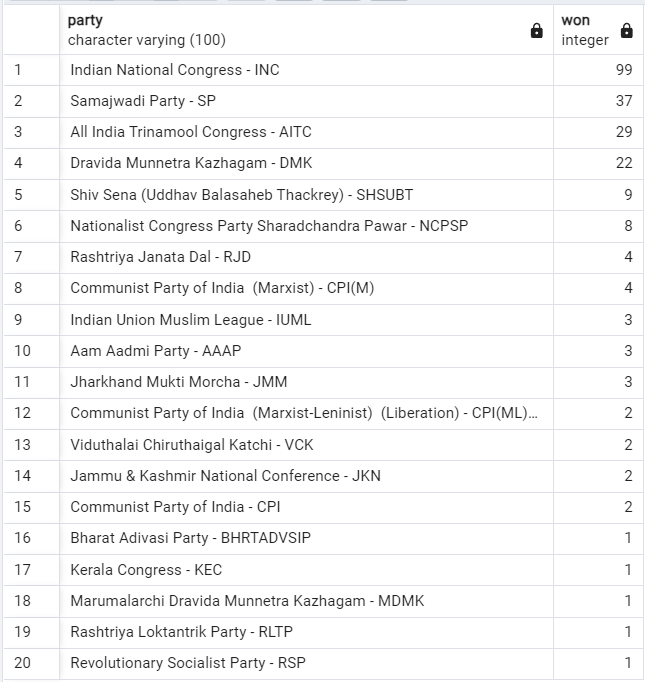 party
character varying (100)
won
integer
1 Indian National Congress - INC 99
2 Samajwadi Party - SP 37
3 All India Trinamool Congress - AITC 29
4 Dravida Munnetra Kazhagam - DMK 22
5 Shiv Sena (Uddhav Balasaheb Thackrey) - SHSUBT 9
6 Nationalist Congress Party Sharadchandra Pawar - NCPSP 8
7 Rashtriya Janata Dal - RJD 4
8 Communist Party of India  (Marxist) - CPI(M) 4
9 Indian Union Muslim League - IUML 3
10 Aam Aadmi Party - AAAP 3
11 Jharkhand Mukti Morcha - JMM 3
12 Communist Party of India  (Marxist-Leninist)  (Liberation) - CPI(ML)... 2
13 Viduthalai Chiruthaigal Katchi - VCK 2
14 Jammu & Kashmir National Conference - JKN 2
15 Communist Party of India - CPI 2
16 Bharat Adivasi Party - BHRTADVSIP 1
17 Kerala Congress - KEC 1
18 Marumalarchi Dravida Munnetra Kazhagam - MDMK 1
19 Rashtriya Loktantrik Party - RLTP 1
20 Revolutionary Socialist Party - RSP 1